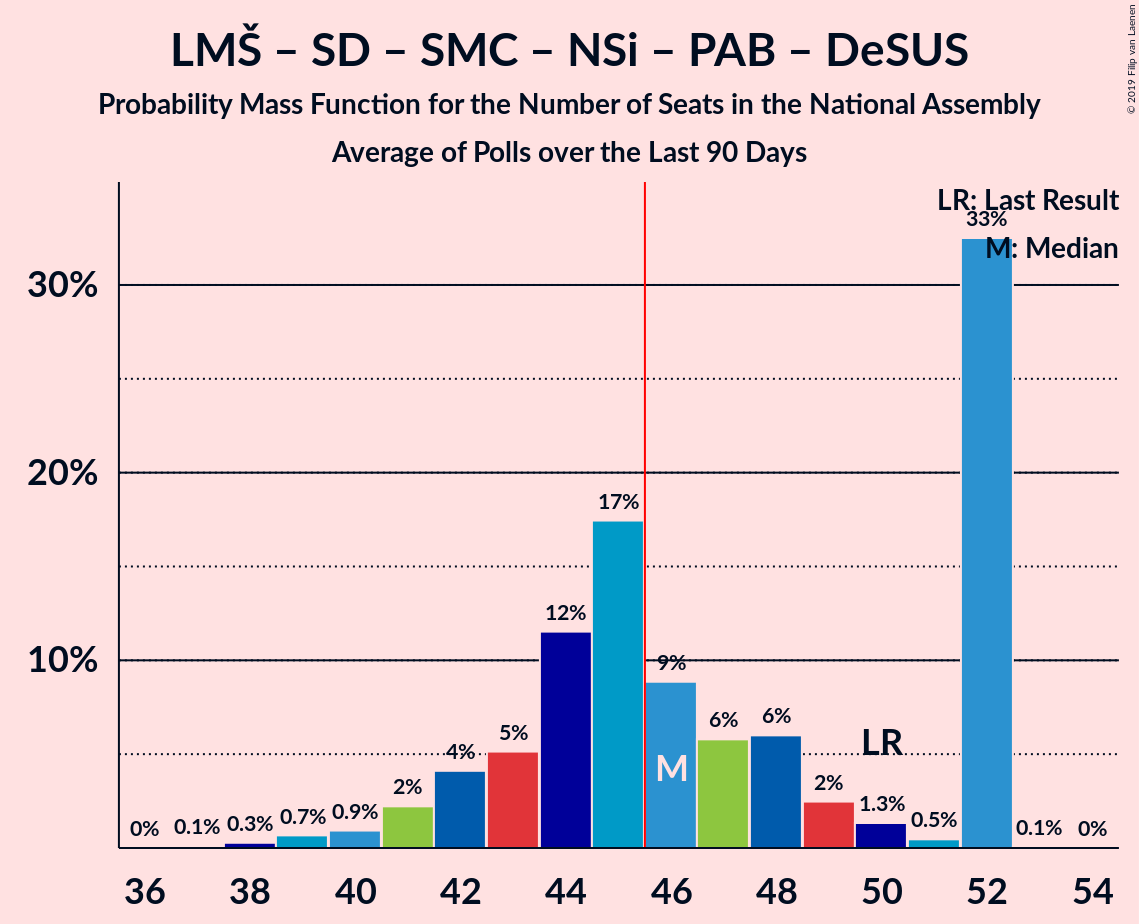 LMŠ – SD – SMC – NSi – PAB – DeSUS
Probability Mass Function for the Number of Seats in the National Assembly
Average of Polls over the Last 90 Days
© 2019 Filip van Laenen
LR: Last Result
M: Median
30%
20%
10%
0% 0.1% 0.3% 0.7% 0.9% 2% 4% 5% 12% 17% 9% 6% 6% 2% 1.3% 0.5% 33% 0.1% 0%
M
LR
36 38 40 42 44 46 48 50 52 54